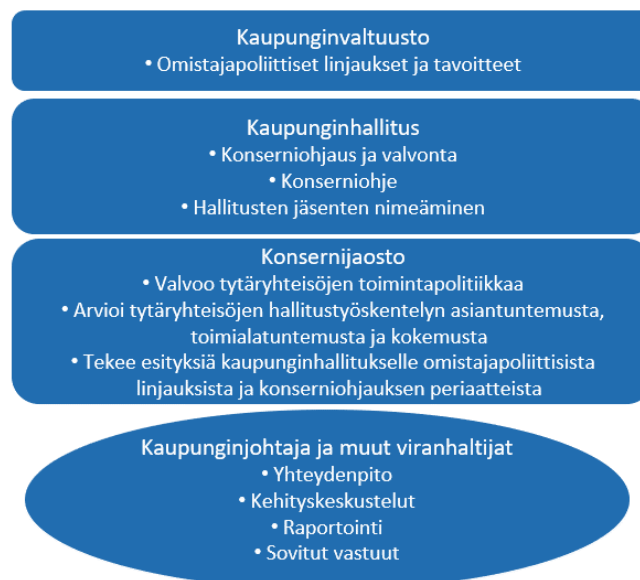 Kaupunginvaltuusto
• Omistajapoliittiset linjaukset ja tavoitteet
Kaupunginhallitus
• Konserniohjaus ja valvonta
• Konserniohje
• Hallitusten jäsenten nimeäminen
Konsernijaosto
• Valvoo tytäryhteisöjen toimintapolitiikkaa
• Arvioi tytäryhteisöjen hallitustyöskentelyn asiantuntemusta,
toimialatuntemusta ja kokemusta
• Tekee esityksiä kaupunginhallitukselle omistajapoliittisista
linjauksista ja konserniohjauksen periaatteista
Kaupunginjohtaja ja muut viranhaltijat
• Yhteydenpito
• Kehityskeskustelut
• Raportointi
• Sovitut vastuut